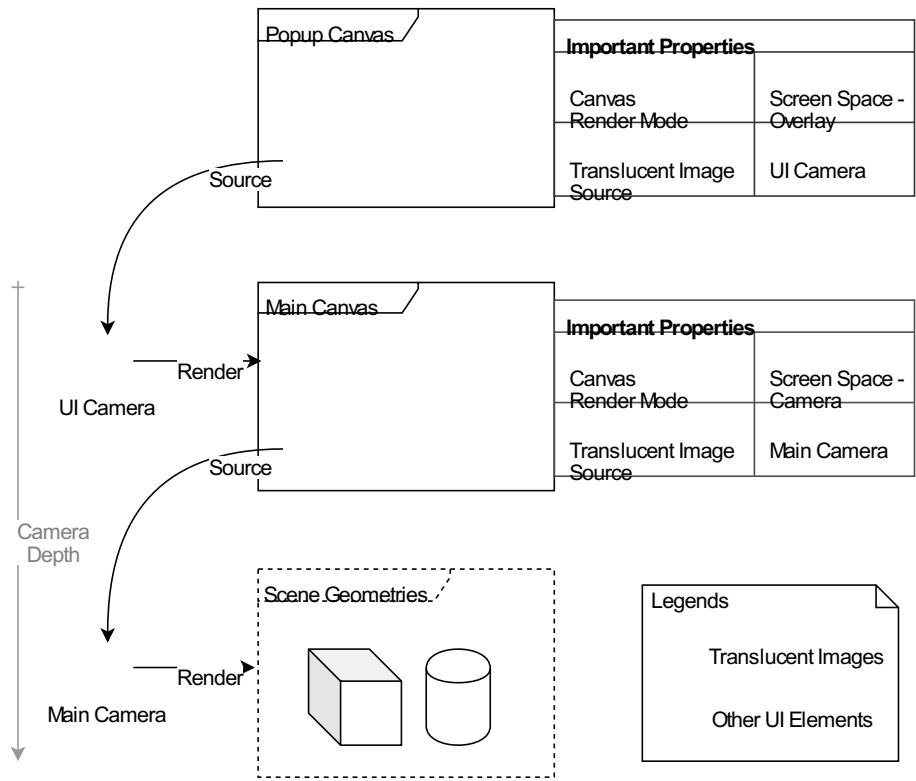 Popup Canvas
Important Properties
Canvas
Render Mode
Screen Space -
Overlay
Translucent Image
Source
UI Camera
Source
Main Canvas
Important Properties
Canvas
Render Mode
Screen Space -
Camera
Translucent Image
Source
Main Camera
Render
UI Camera
Source
Camera
Depth
Scene Geometries
Render
Main Camera
Legends
Translucent Images
Other UI Elements